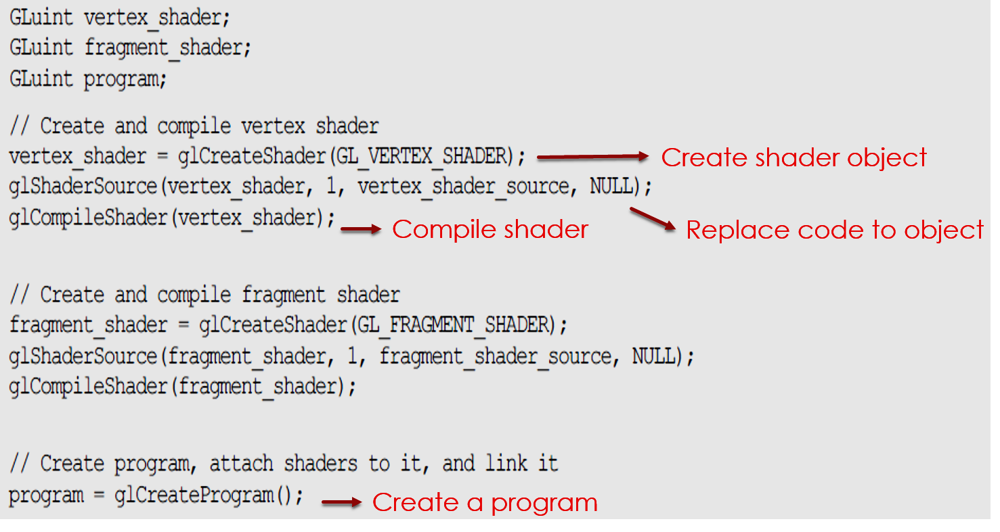 GLuint vertex_shader;
GLuint fragment_shader;
GLuint program;
// Create and compile vertex shader
vertex_shader = glCreateShader(GL_VERTEX_SHADER);
Create shader object
glShaderSource(vertex_shader, 1, vertex_shader_source, NULL);
glCompileShader(vertex_shader);
Compile shader
Replace code to object
// Create and compile fragment shader
fragment_shader = glCreateShader(GL_FRAGMENT_SHADER);
glShaderSource(fragment_shader, 1, fragment_shader_source, NULL);
glCompileShader(fragment_shader);
// Create program, attach shaders to it, and link it
program = glCreateProgram();
Create a program